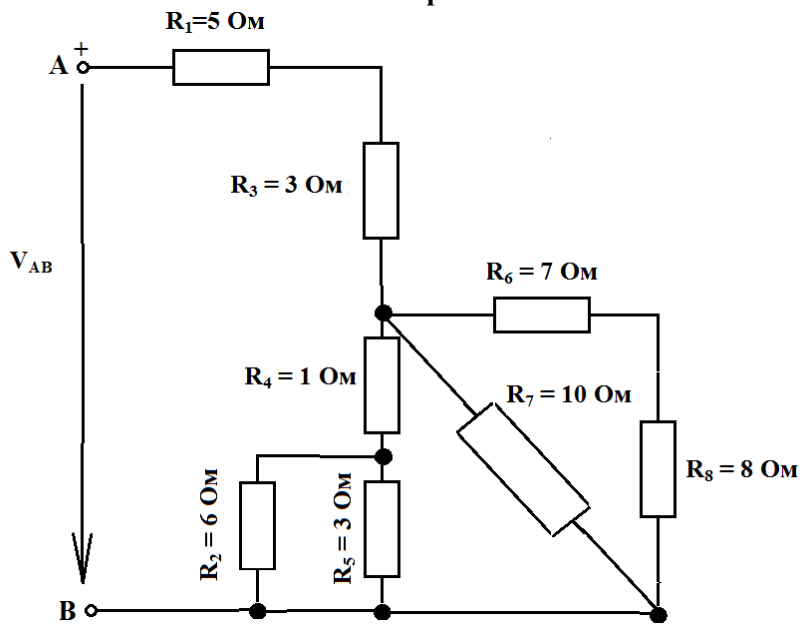 R₁=5 Ом
A +
R₃ = 3 Ом
V_AB
R₆ = 7 Ом
R₄ = 1 Ом
R₇ = 10 Ом
R₂ = 6 Ом
R₅ = 3 Ом
R₈ = 8 Ом
B